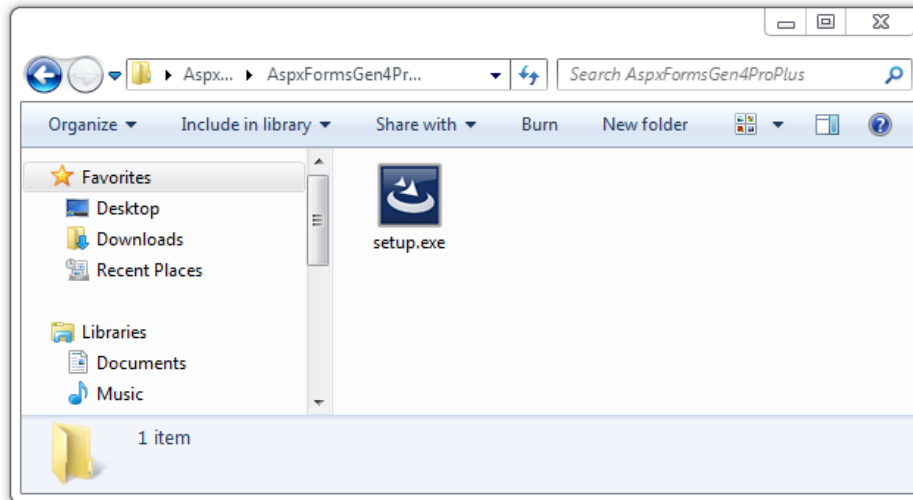 Aspx... AspxFormsGen4Pr... Search AspxFormsGen4ProPlus
Organize Include in library Share with Burn New folder
Favorites
Desktop
Downloads
Recent Places
Libraries
Documents
Music
setup.exe
1 item